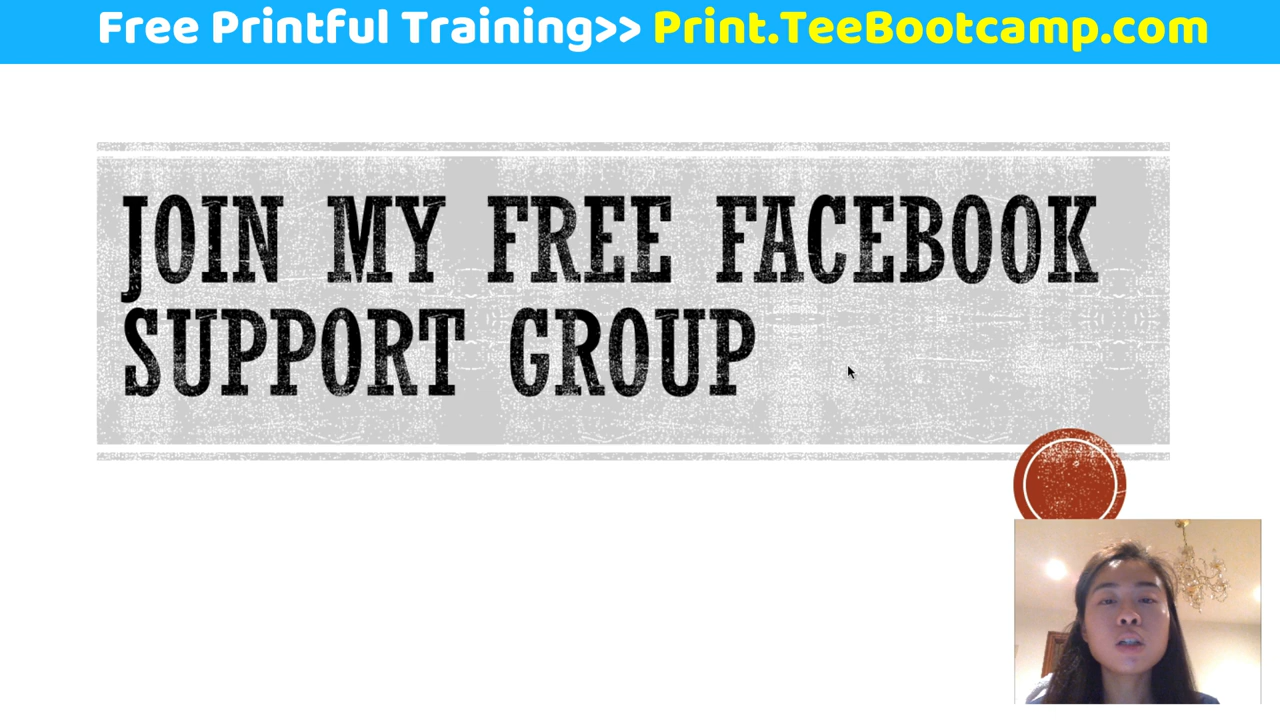 Free Printful Training>> Print.TeeBootcamp.com
JOIN MY FREE FACEBOOK
SUPPORT GROUP